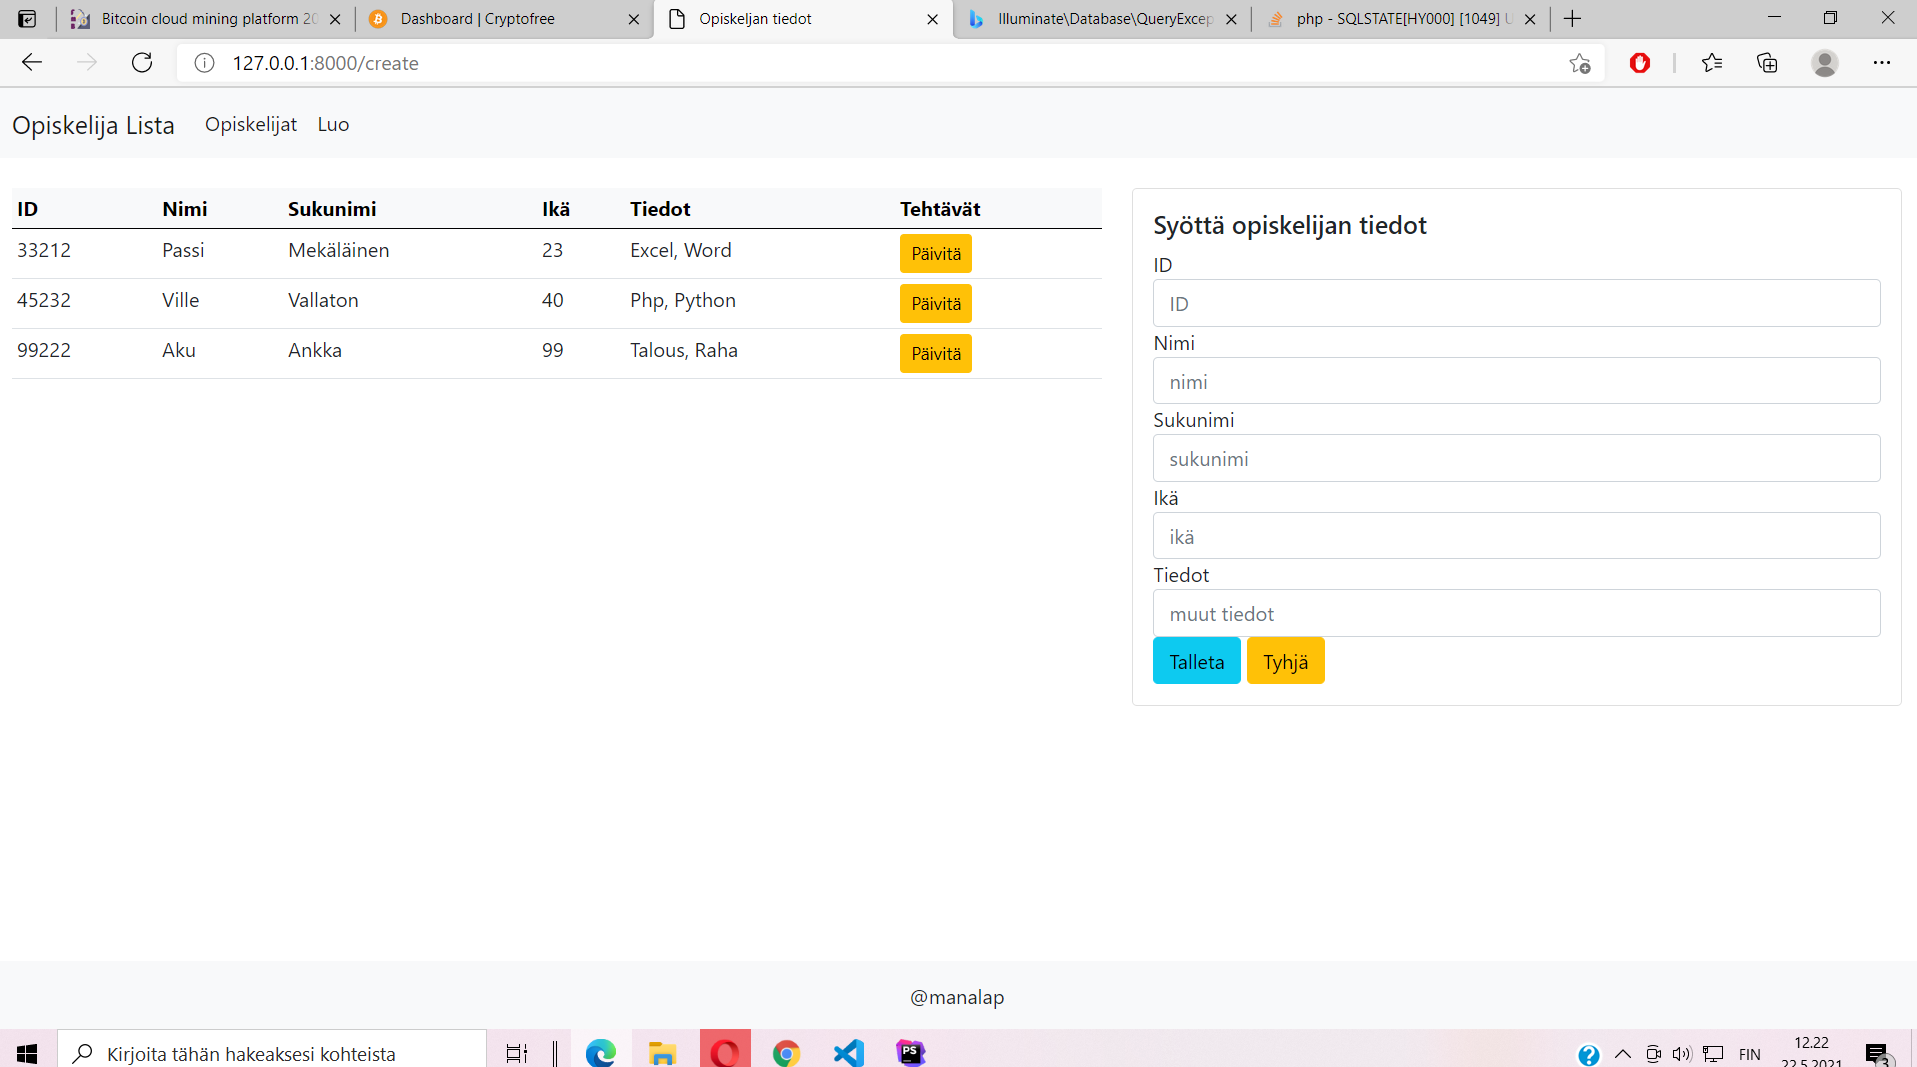 Bitcoin cloud mining platform 20
Dashboard | Cryptofree
Opiskeljan tiedot
Illuminate\Database\QueryExcep
php - SQLSTATE[HY000] [1049] U
127.0.0.1:8000/create
Opiskelija Lista Opiskelijat Luo
ID Nimi Sukunimi Ikä Tiedot Tehtävät
33212 Passi Mekäläinen 23 Excel, Word Päivitä
45232 Ville Vallaton 40 Php, Python Päivitä
99222 Aku Ankka 99 Talous, Raha Päivitä
Syöttä opiskelijan tiedot
ID
ID
Nimi
nimi
Sukunimi
sukunimi
Ikä
ikä
Tiedot
muut tiedot
Talleta Tyhjä
@manalap
Kirjoita tähän hakeaksesi kohteista
PS
FIN
12.22
22.5.2021
3